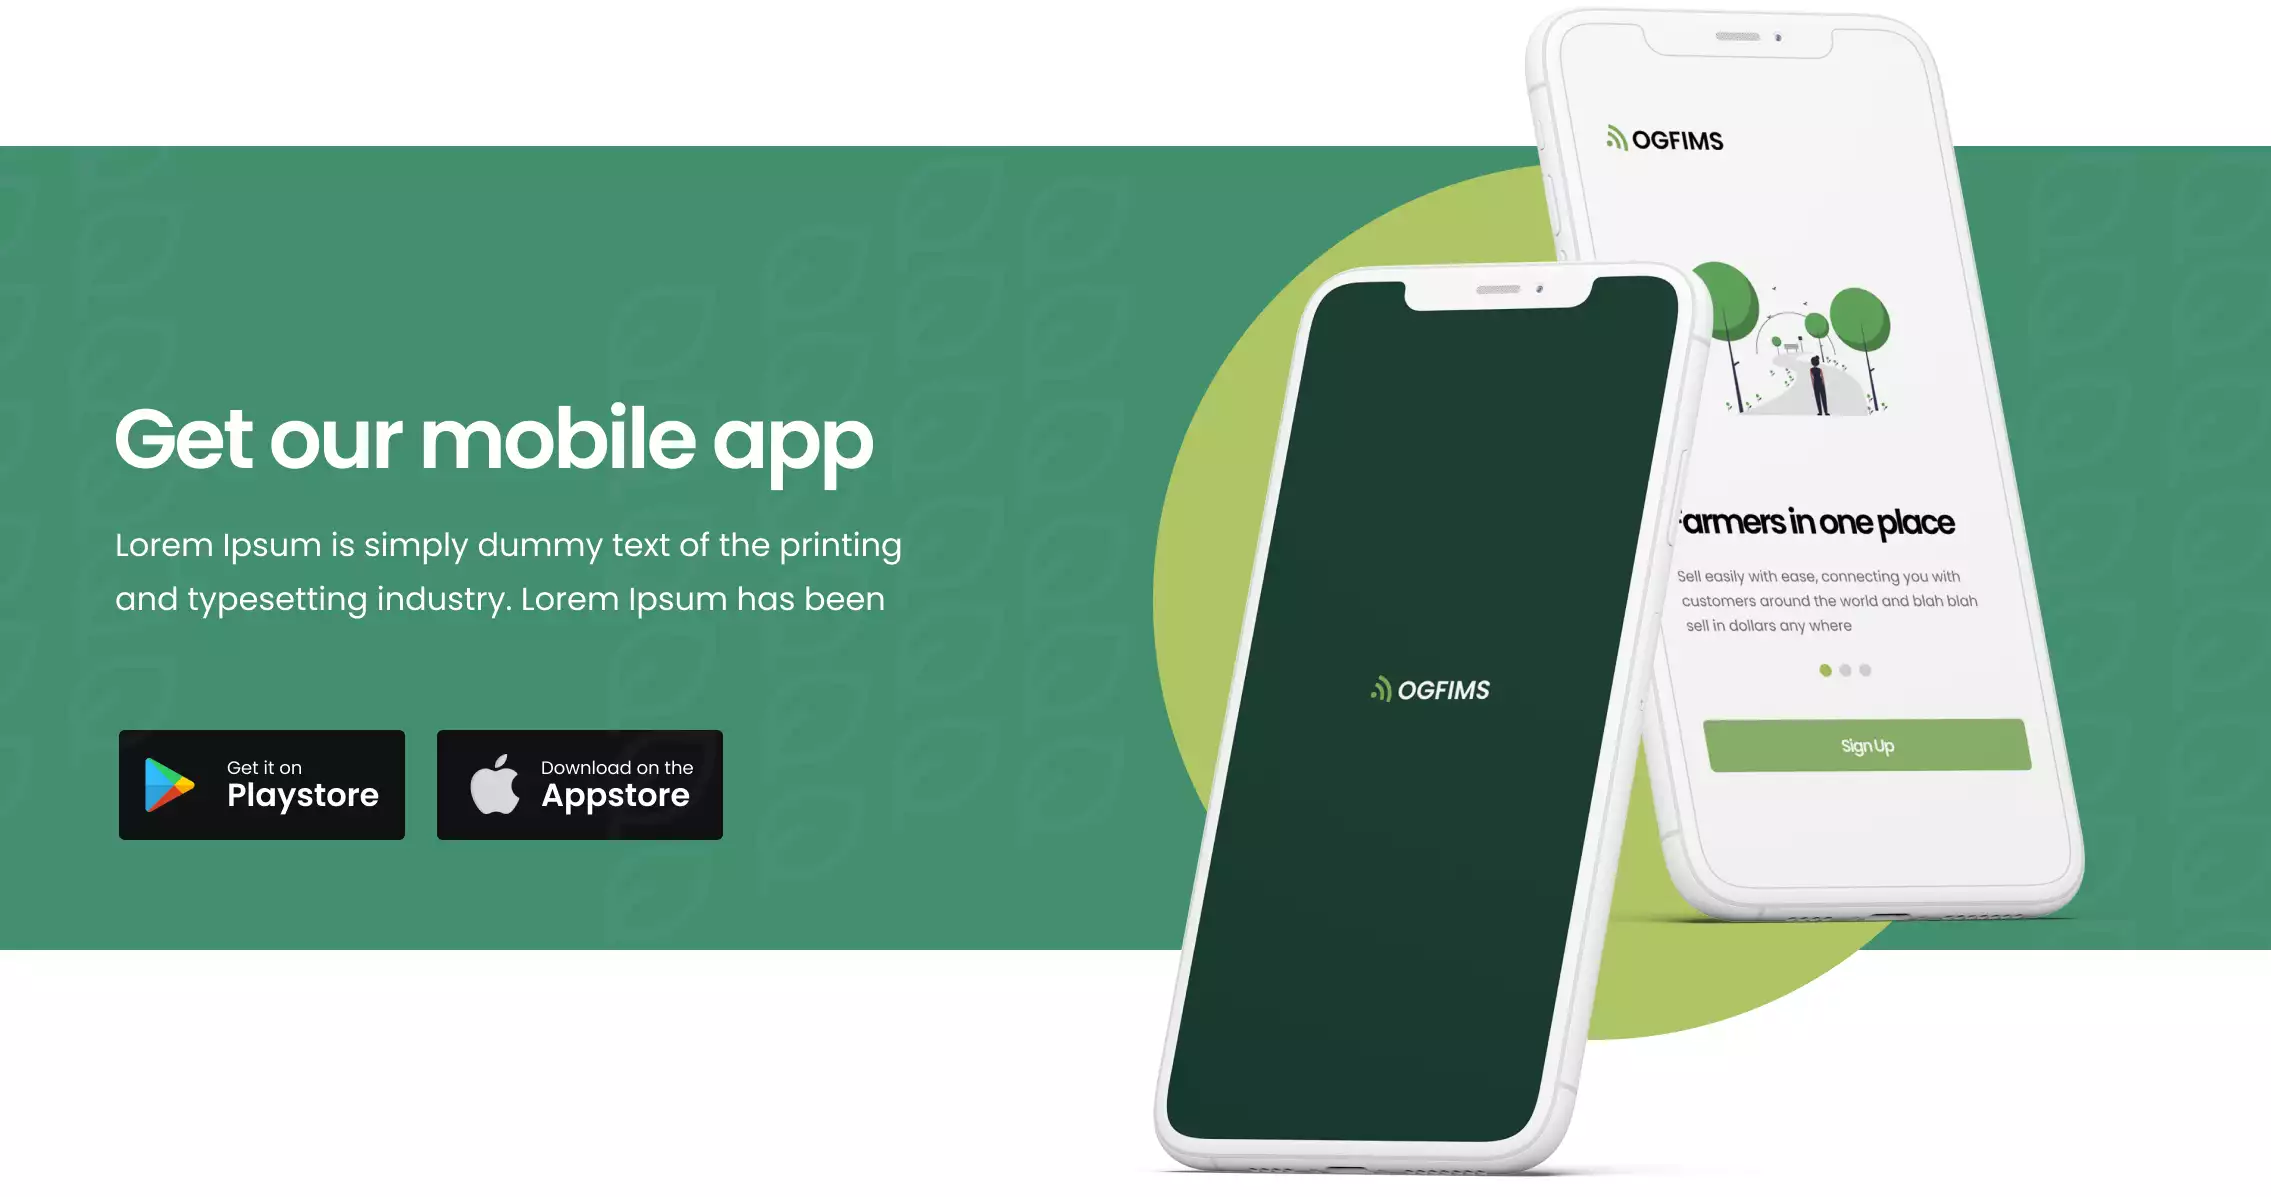 Get our mobile app
Lorem Ipsum is simply dummy text of the printing
and typesetting industry. Lorem Ipsum has been
Get it on
Playstore
Download on the
Appstore
OGFIMS
OGFIMS
Farmers in one place
Sell easily with ease, connecting you with
customers around the world and blah blah
sell in dollars any where
Sign Up